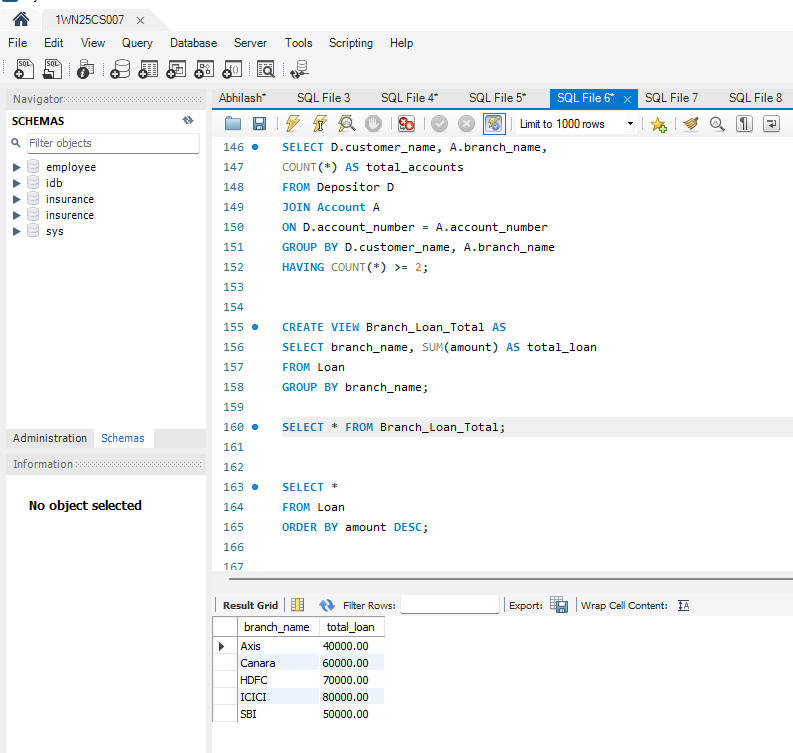 1WN25CS007
File Edit View Query Database Server Tools Scripting Help
Navigator
SCHEMAS
Filter objects
employee
idb
insurance
insurence
sys
Administration Schemas
Information
No object selected
Abhilash* SQL File 3 SQL File 4* SQL File 5* SQL File 6* SQL File 7 SQL File 8
Limit to 1000 rows
146 SELECT D.customer_name, A.branch_name,
147 COUNT(*) AS total_accounts
148 FROM Depositor D
149 JOIN Account A
150 ON D.account_number = A.account_number
151 GROUP BY D.customer_name, A.branch_name
152 HAVING COUNT(*) >= 2;
153
154
155 CREATE VIEW Branch_Loan_Total AS
156 SELECT branch_name, SUM(amount) AS total_loan
157 FROM Loan
158 GROUP BY branch_name;
159
160 SELECT * FROM Branch_Loan_Total;
161
162
163 SELECT *
164 FROM Loan
165 ORDER BY amount DESC;
166
167
Result Grid Filter Rows: Export: Wrap Cell Content:
branch_name total_loan
Axis 40000.00
Canara 60000.00
HDFC 70000.00
ICICI 80000.00
SBI 50000.00